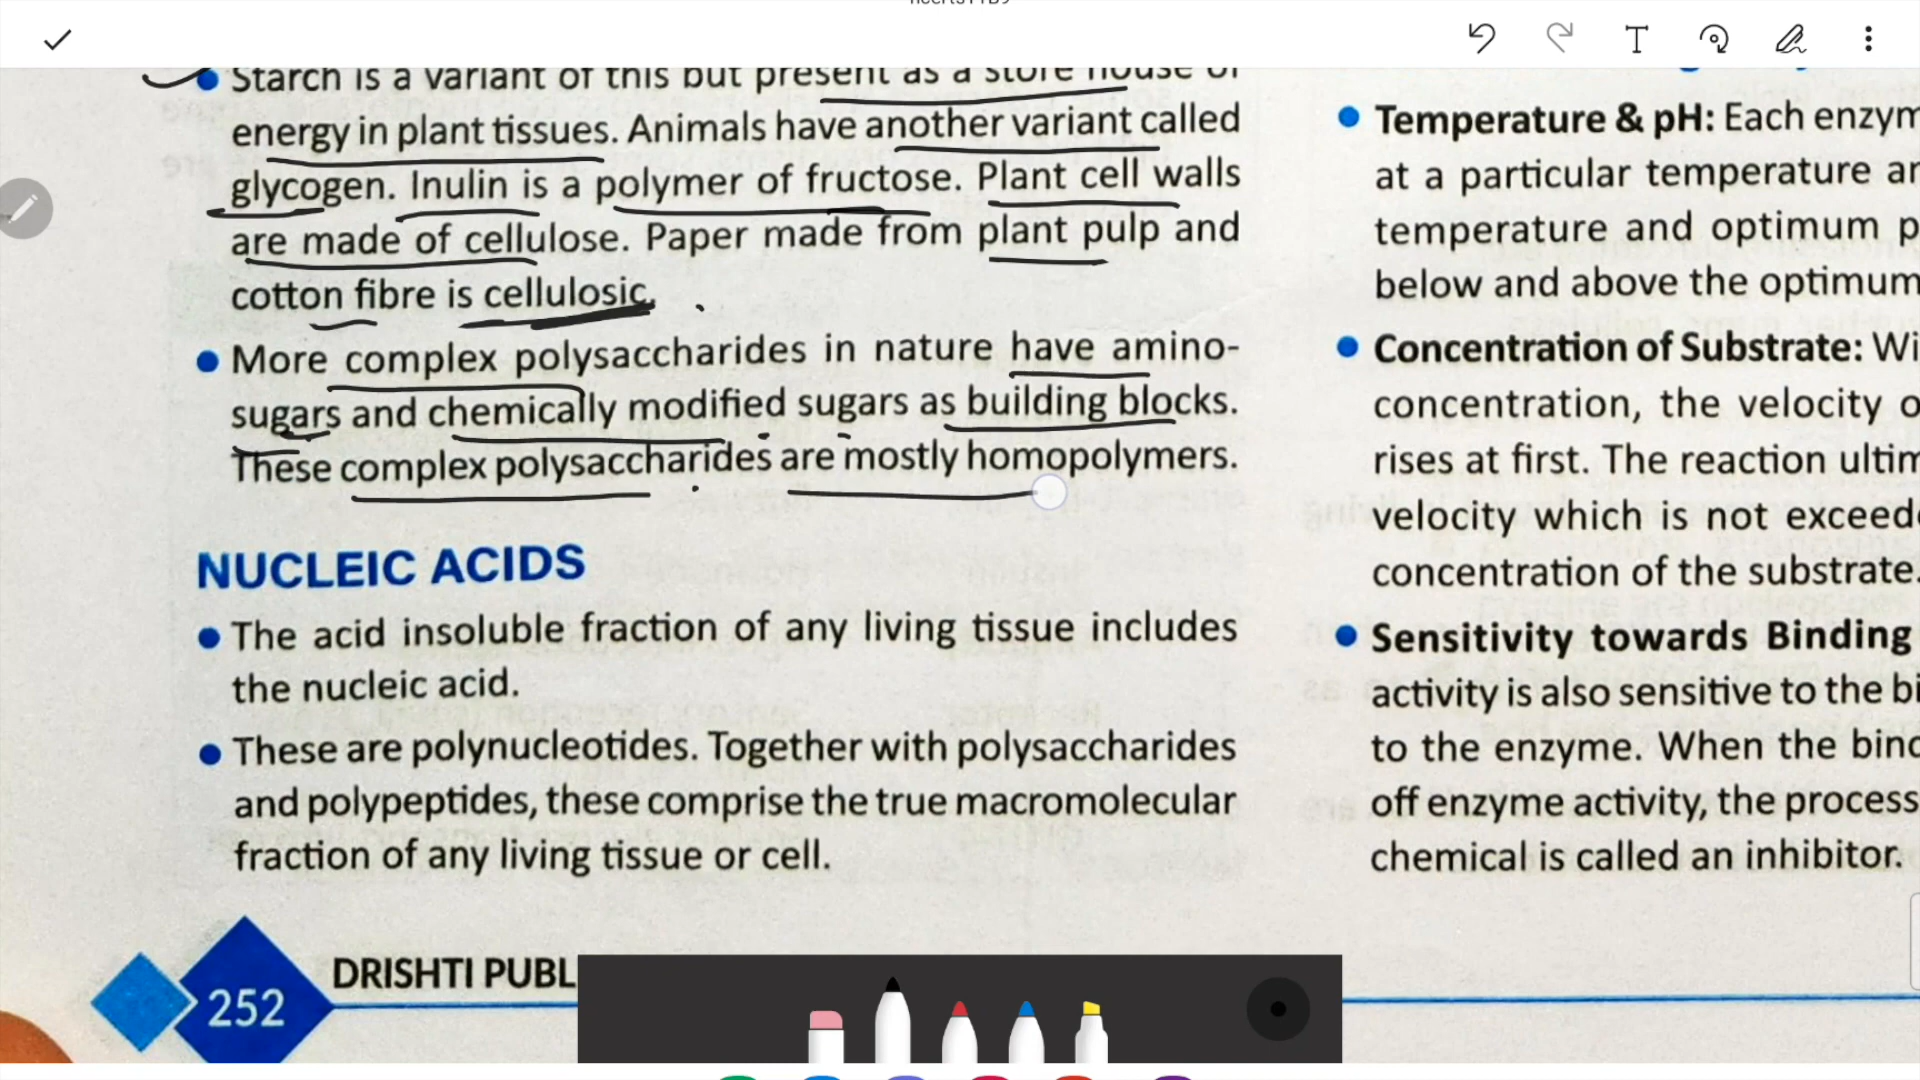 Starch is a variant of this but present as a store house of
energy in plant tissues. Animals have another variant called
glycogen. Inulin is a polymer of fructose. Plant cell walls
are made of cellulose. Paper made from plant pulp and
cotton fibre is cellulosic.
More complex polysaccharides in nature have amino-
sugars and chemically modified sugars as building blocks.
These complex polysaccharides are mostly homopolymers.
NUCLEIC ACIDS
The acid insoluble fraction of any living tissue includes
the nucleic acid.
These are polynucleotides. Together with polysaccharides
and polypeptides, these comprise the true macromolecular
fraction of any living tissue or cell.
252
DRISHTI PUBL
Temperature & pH: Each enzym
at a particular temperature an
temperature and optimum p
below and above the optimum
Concentration of Substrate: Wi
concentration, the velocity o
rises at first. The reaction ultim
velocity which is not exceede
concentration of the substrate.
Sensitivity towards Binding
activity is also sensitive to the bi
to the enzyme. When the bind
off enzyme activity, the process
chemical is called an inhibitor.